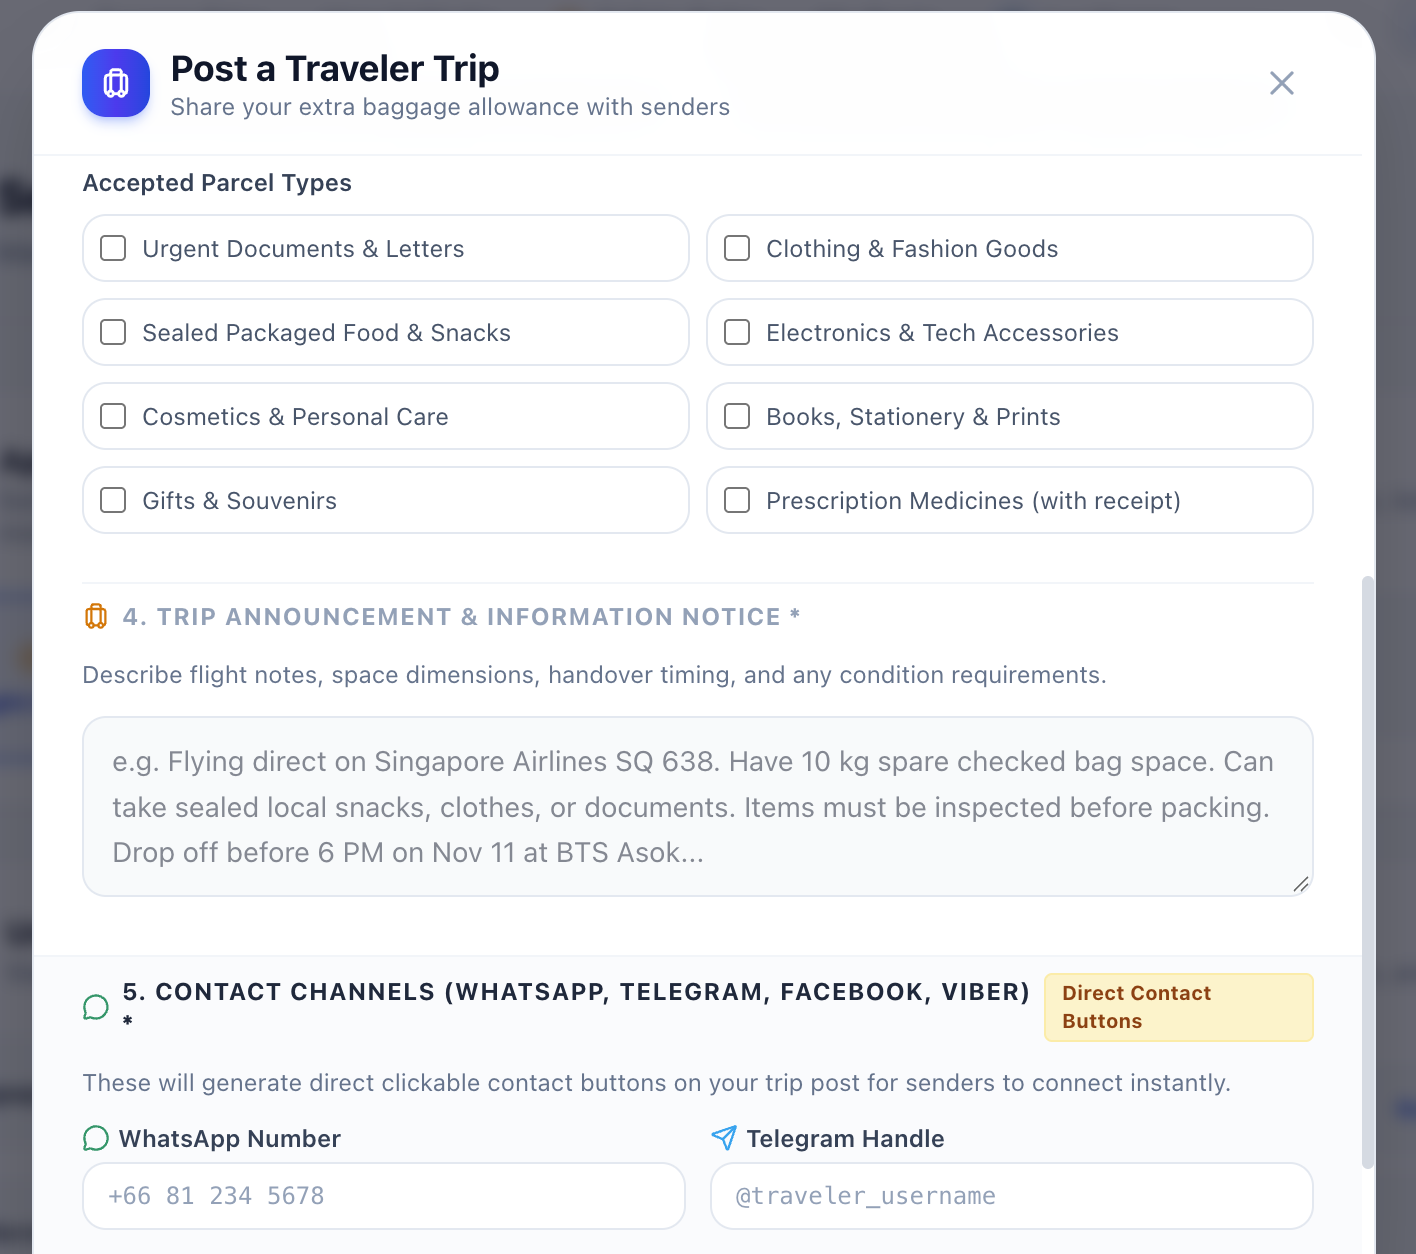 Post a Traveler Trip
Share your extra baggage allowance with senders
Accepted Parcel Types
Urgent Documents & Letters
Clothing & Fashion Goods
Sealed Packaged Food & Snacks
Electronics & Tech Accessories
Cosmetics & Personal Care
Books, Stationery & Prints
Gifts & Souvenirs
Prescription Medicines (with receipt)
4. TRIP ANNOUNCEMENT & INFORMATION NOTICE *
Describe flight notes, space dimensions, handover timing, and any condition requirements.
e.g. Flying direct on Singapore Airlines SQ 638. Have 10 kg spare checked bag space. Can
take sealed local snacks, clothes, or documents. Items must be inspected before packing.
Drop off before 6 PM on Nov 11 at BTS Asok...
5. CONTACT CHANNELS (WHATSAPP, TELEGRAM, FACEBOOK, VIBER)
*
Direct Contact
Buttons
These will generate direct clickable contact buttons on your trip post for senders to connect instantly.
WhatsApp Number
Telegram Handle
+66 81 234 5678
@traveler_username